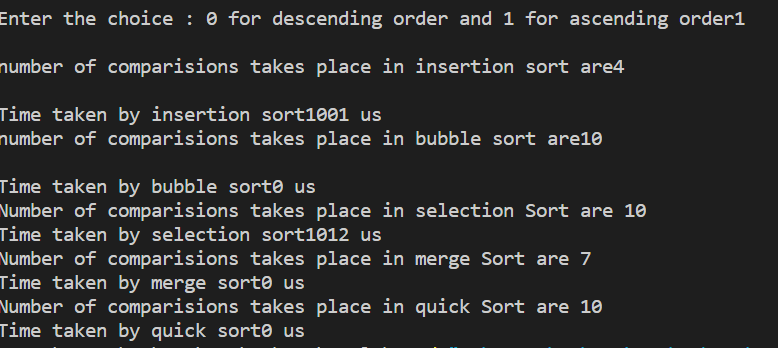 Enter the choice : 0 for descending order and 1 for ascending order1
number of comparisions takes place in insertion sort are4
Time taken by insertion sort1001 us
number of comparisions takes place in bubble sort are10
Time taken by bubble sort0 us
Number of comparisions takes place in selection Sort are 10
Time taken by selection sort1012 us
Number of comparisions takes place in merge Sort are 7
Time taken by merge sort0 us
Number of comparisions takes place in quick Sort are 10
Time taken by quick sort0 us